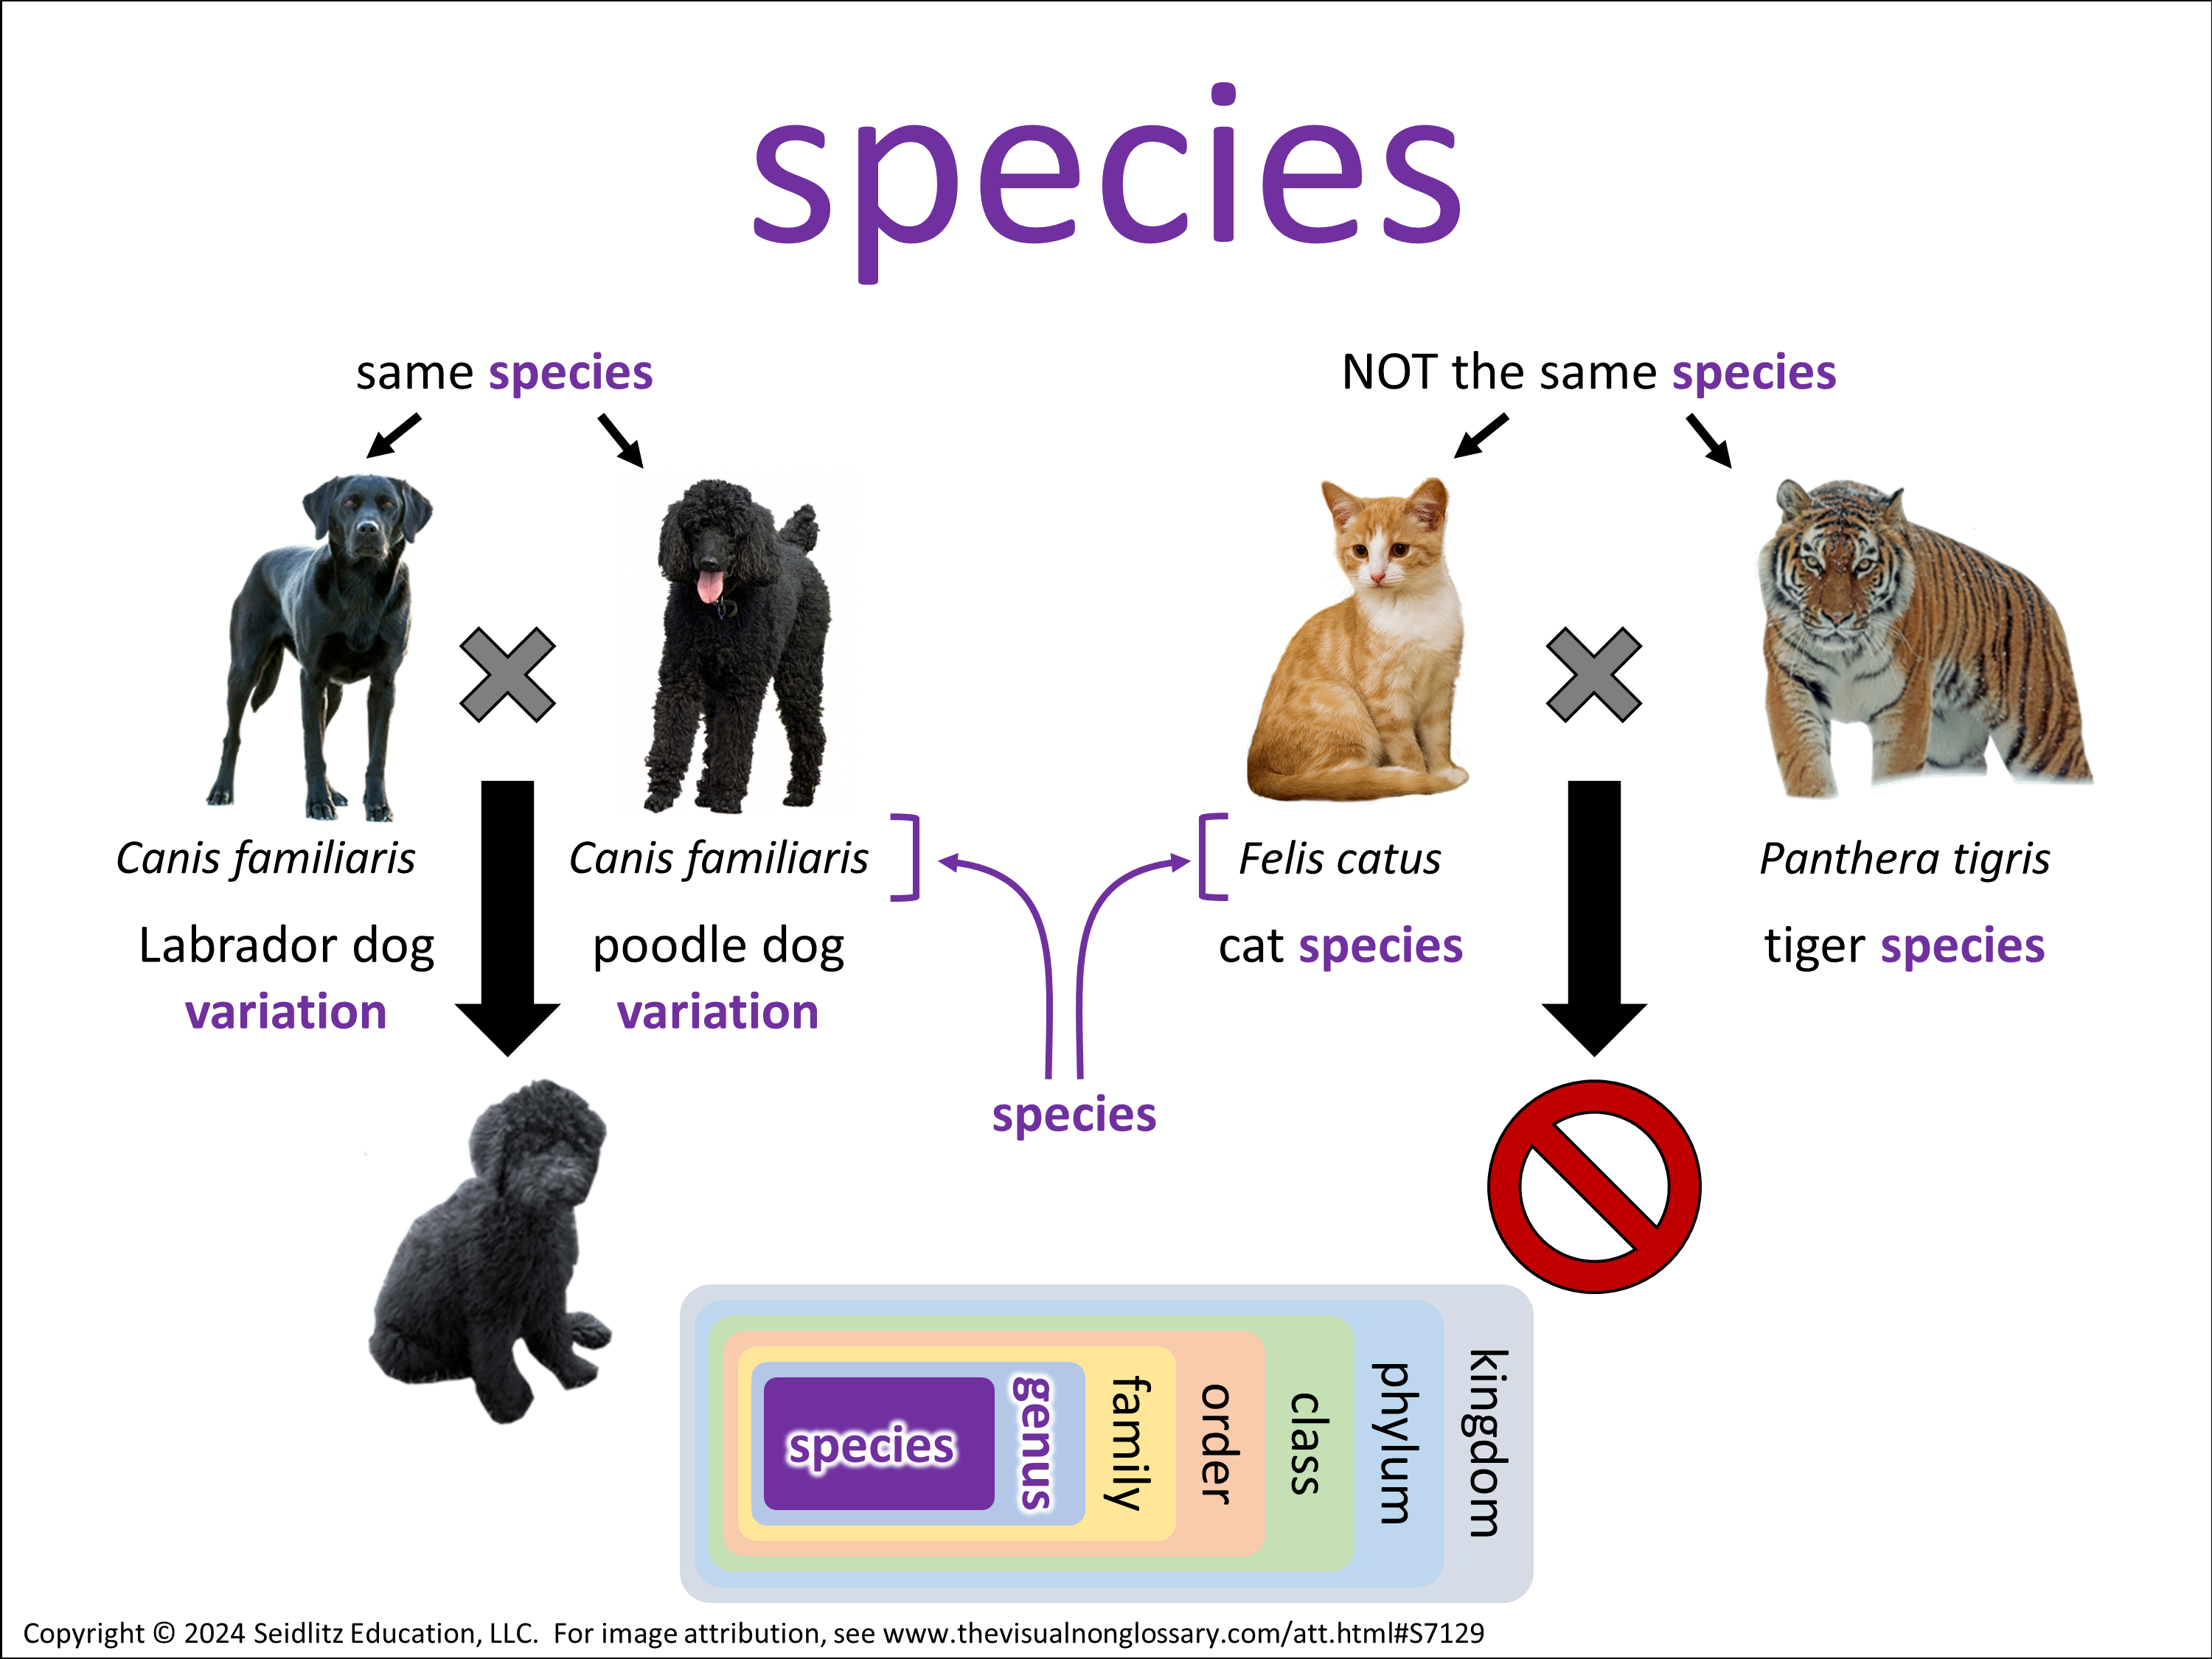 species
same species
NOT the same species
Canis familiaris
Canis familiaris
Felis catus
Panthera tigris
Labrador dog
variation
poodle dog
variation
cat species
tiger species
species
species
genus
family
order
class
phylum
kingdom
Copyright © 2024 Seidlitz Education, LLC.  For image attribution, see www.thevisualnonglossary.com/att.html#S7129